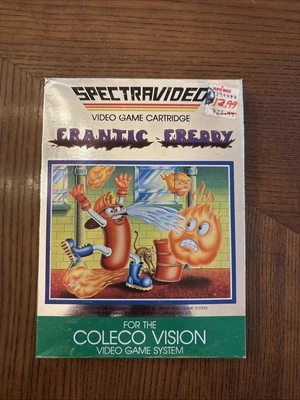 SPECTRAVIDEO
12.99
VIDEO GAME CARTRIDGE
FRANTIC FREDDY
FOR THE
COLECO VISION
VIDEO GAME SYSTEM